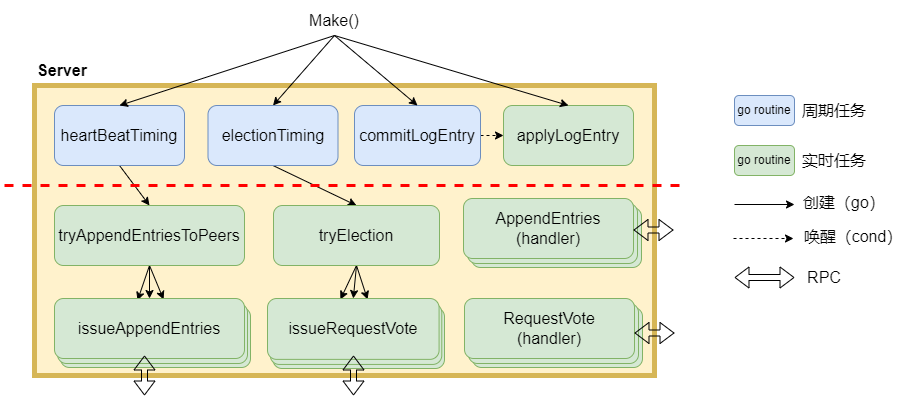 Make()
Server
heartBeatTiming
electionTiming
commitLogEntry
applyLogEntry
tryAppendEntriesToPeers
tryElection
AppendEntries
(handler)
issueAppendEntries
issueRequestVote
RequestVote
(handler)
go routine 周期任务
go routine 实时任务
创建（go）
唤醒（cond）
RPC